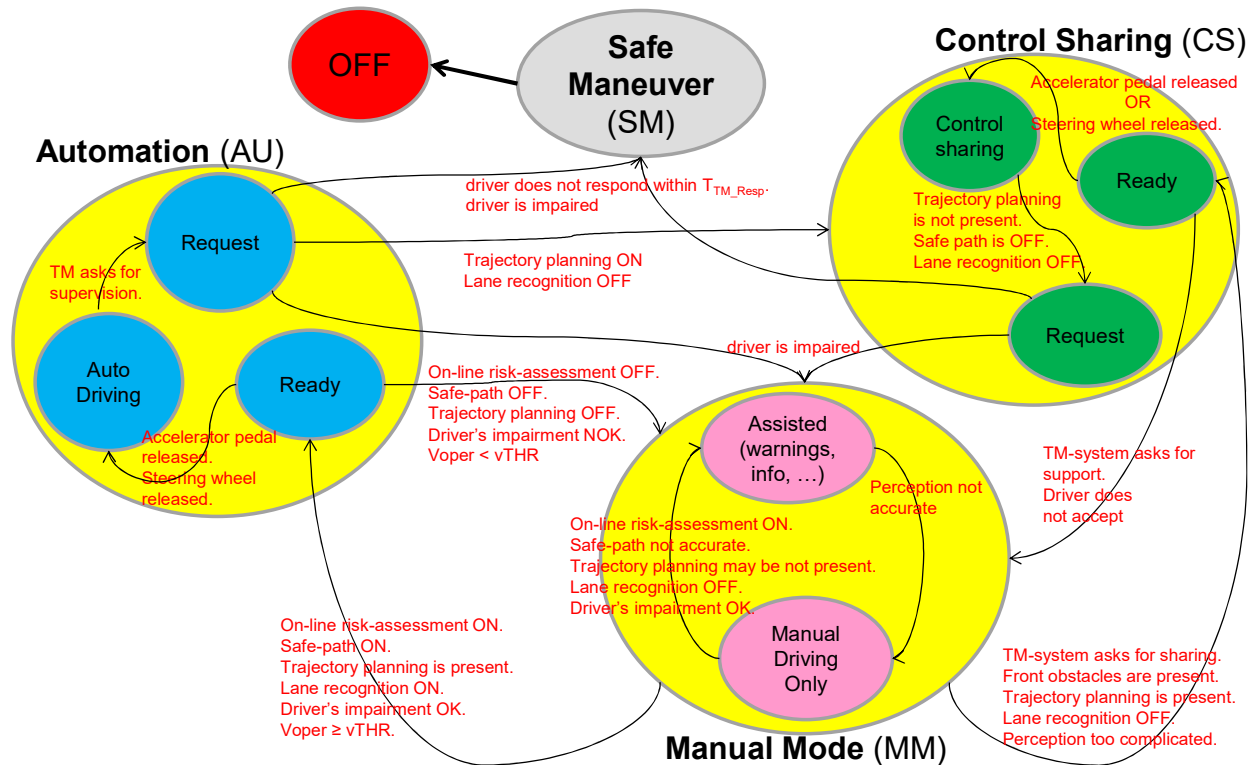 OFF
Safe
Maneuver
(SM)
Control Sharing (CS)
Accelerator pedal released
OR
Steering wheel released.
Control
sharing
Ready
Trajectory planning
is not present.
Safe path is OFF.
Lane recognition OFF
Request
Automation (AU)
Request
TM asks for
supervision.
Auto
Driving
Ready
Accelerator pedal
released.
Steering wheel
released.
driver does not respond within TTM_Resp.
driver is impaired
Trajectory planning ON
Lane recognition OFF
driver is impaired
On-line risk-assessment OFF.
Safe-path OFF.
Trajectory planning OFF.
Driver's impairment NOK.
Voper < vTHR
Assisted
(warnings,
info, …)
Perception not
accurate
On-line risk-assessment ON.
Safe-path not accurate.
Trajectory planning may be not present.
Lane recognition OFF.
Driver's impairment OK.
Manual
Driving
Only
TM-system asks for
support.
Driver does
not accept
On-line risk-assessment ON.
Safe-path ON.
Trajectory planning is present.
Lane recognition ON.
Driver's impairment OK.
Voper ≥ vTHR.
TM-system asks for sharing.
Front obstacles are present.
Trajectory planning is present.
Lane recognition OFF.
Perception too complicated.
Manual Mode (MM)